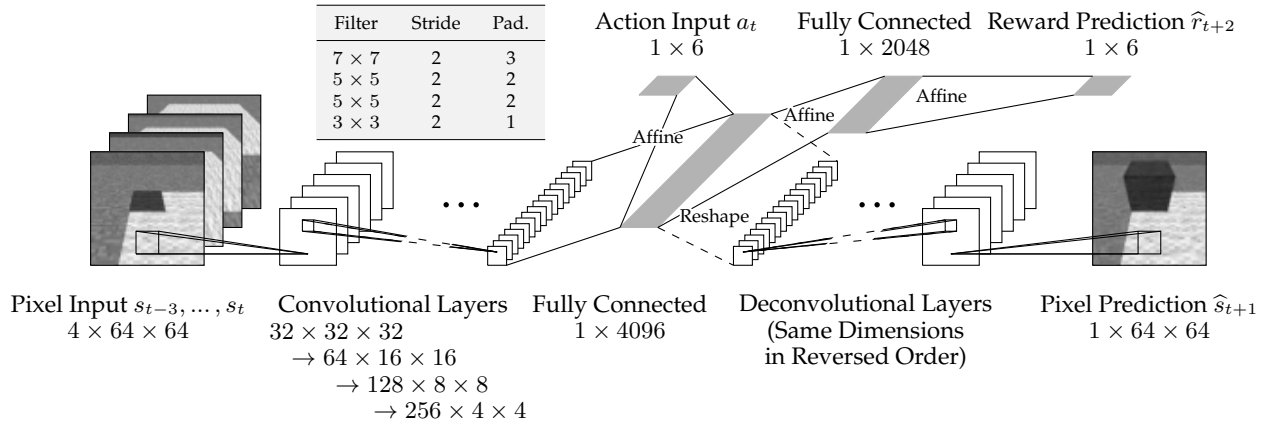 Filter Stride Pad.
7 × 7 2 3
5 × 5 2 2
5 × 5 2 2
3 × 3 2 1
Action Input a_t
1 × 6
Fully Connected
1 × 2048
Reward Prediction r̂_{t+2}
1 × 6
Affine
Affine
Affine
Reshape
Pixel Input s_{t−3}, ..., s_t
4 × 64 × 64
Convolutional Layers
32 × 32 × 32
→ 64 × 16 × 16
→ 128 × 8 × 8
→ 256 × 4 × 4
Fully Connected
1 × 4096
Deconvolutional Layers
(Same Dimensions
in Reversed Order)
Pixel Prediction ŝ_{t+1}
1 × 64 × 64